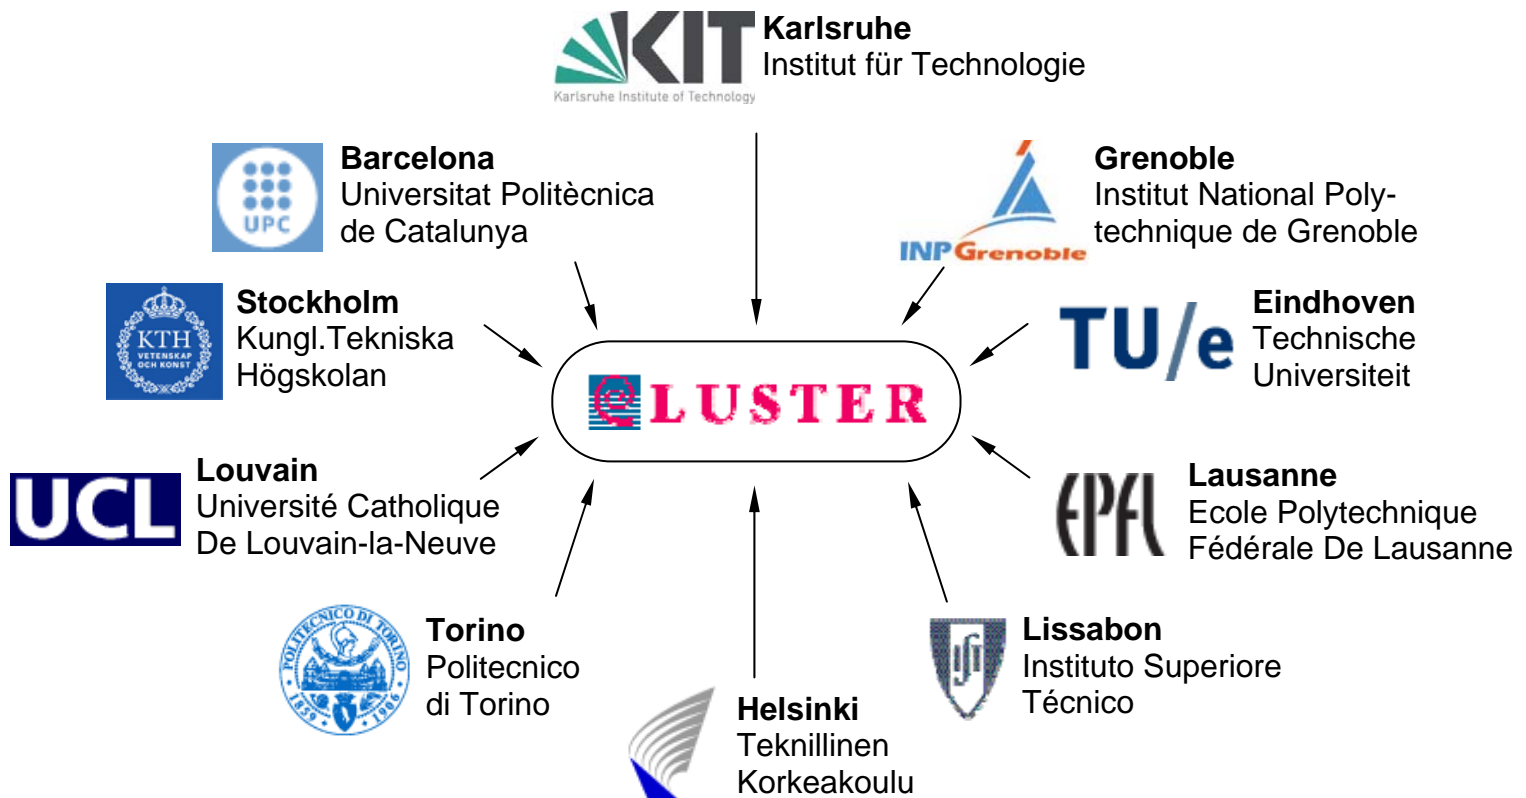 Karlsruhe
Institut für Technologie
KIT
Karlsruhe Institute of Technology
Barcelona
Universitat Politècnica
de Catalunya
UPC
Grenoble
Institut National Poly-
technique de Grenoble
INPGrenoble
Stockholm
Kungl.Tekniska
Högskolan
KTH
VETENSKAP
OCH KONST
TU/e
Eindhoven
Technische
Universiteit
@LUSTER
UCL
Louvain
Université Catholique
De Louvain-la-Neuve
EPFL
Lausanne
Ecole Polytechnique
Fédérale De Lausanne
POLITECNICO DI TORINO
1859 1906
Torino
Politecnico
di Torino
Helsinki
Teknillinen
Korkeakoulu
IST
Lissabon
Instituto Superiore
Técnico